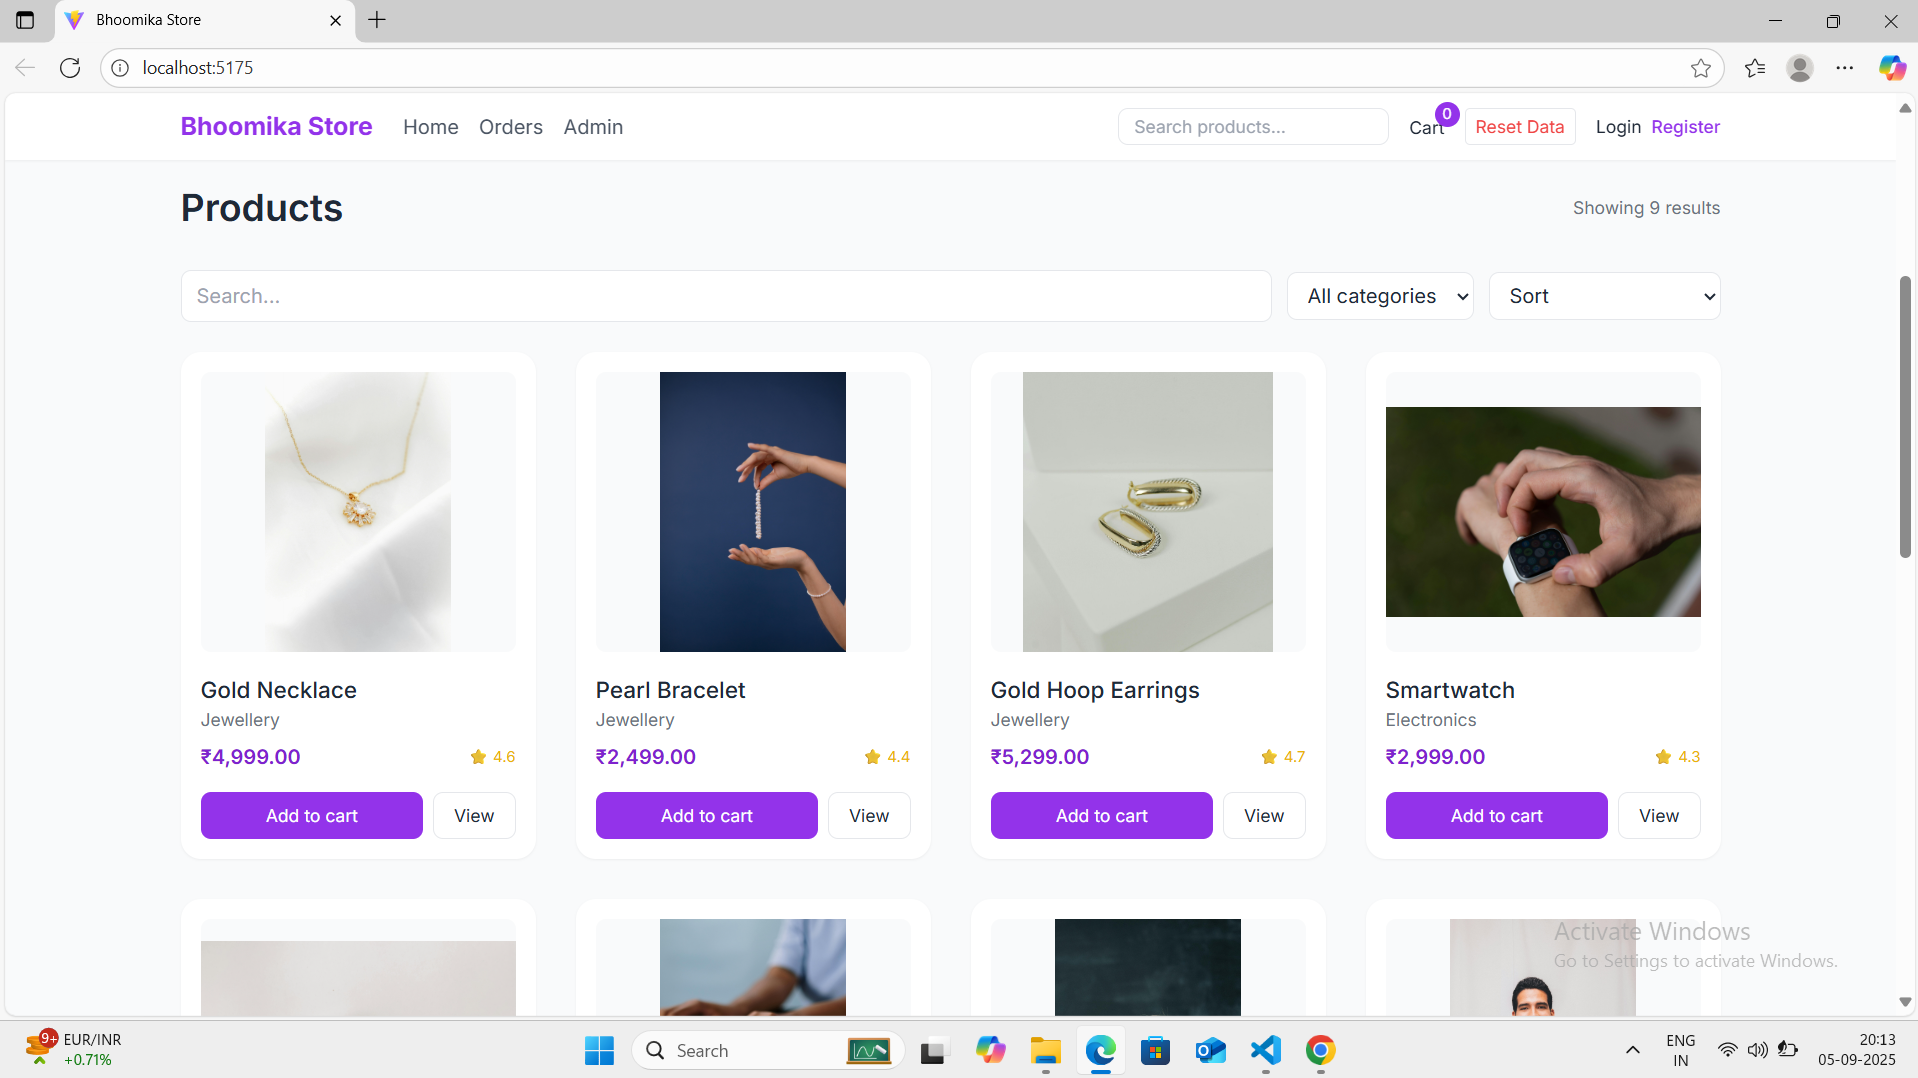 Bhoomika Store
localhost:5175
Bhoomika Store Home Orders Admin Search products... Cart 0 Reset Data Login Register
Products Showing 9 results
Search... All categories Sort
Gold Necklace
Jewellery
₹4,999.00 4.6
Add to cart View
Pearl Bracelet
Jewellery
₹2,499.00 4.4
Add to cart View
Gold Hoop Earrings
Jewellery
₹5,299.00 4.7
Add to cart View
Smartwatch
Electronics
₹2,999.00 4.3
Add to cart View
Activate Windows
Go to Settings to activate Windows.
9+ EUR/INR
+0.71%
Search
ENG
IN
20:13
05-09-2025